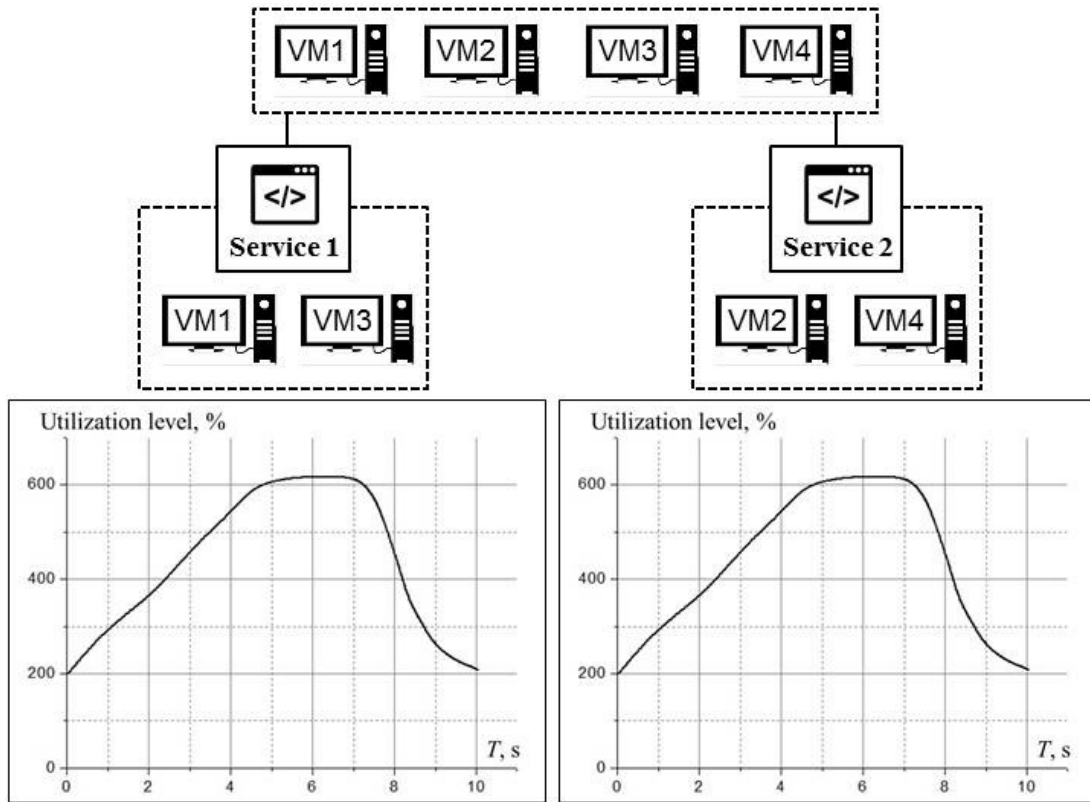 VM1 VM2 VM3 VM4
</>
Service 1
</>
Service 2
VM1 VM3
VM2 VM4
Utilization level, %
600
400
200
0
0 2 4 6 8 10
T, s
Utilization level, %
600
400
200
0
0 2 4 6 8 10
T, s